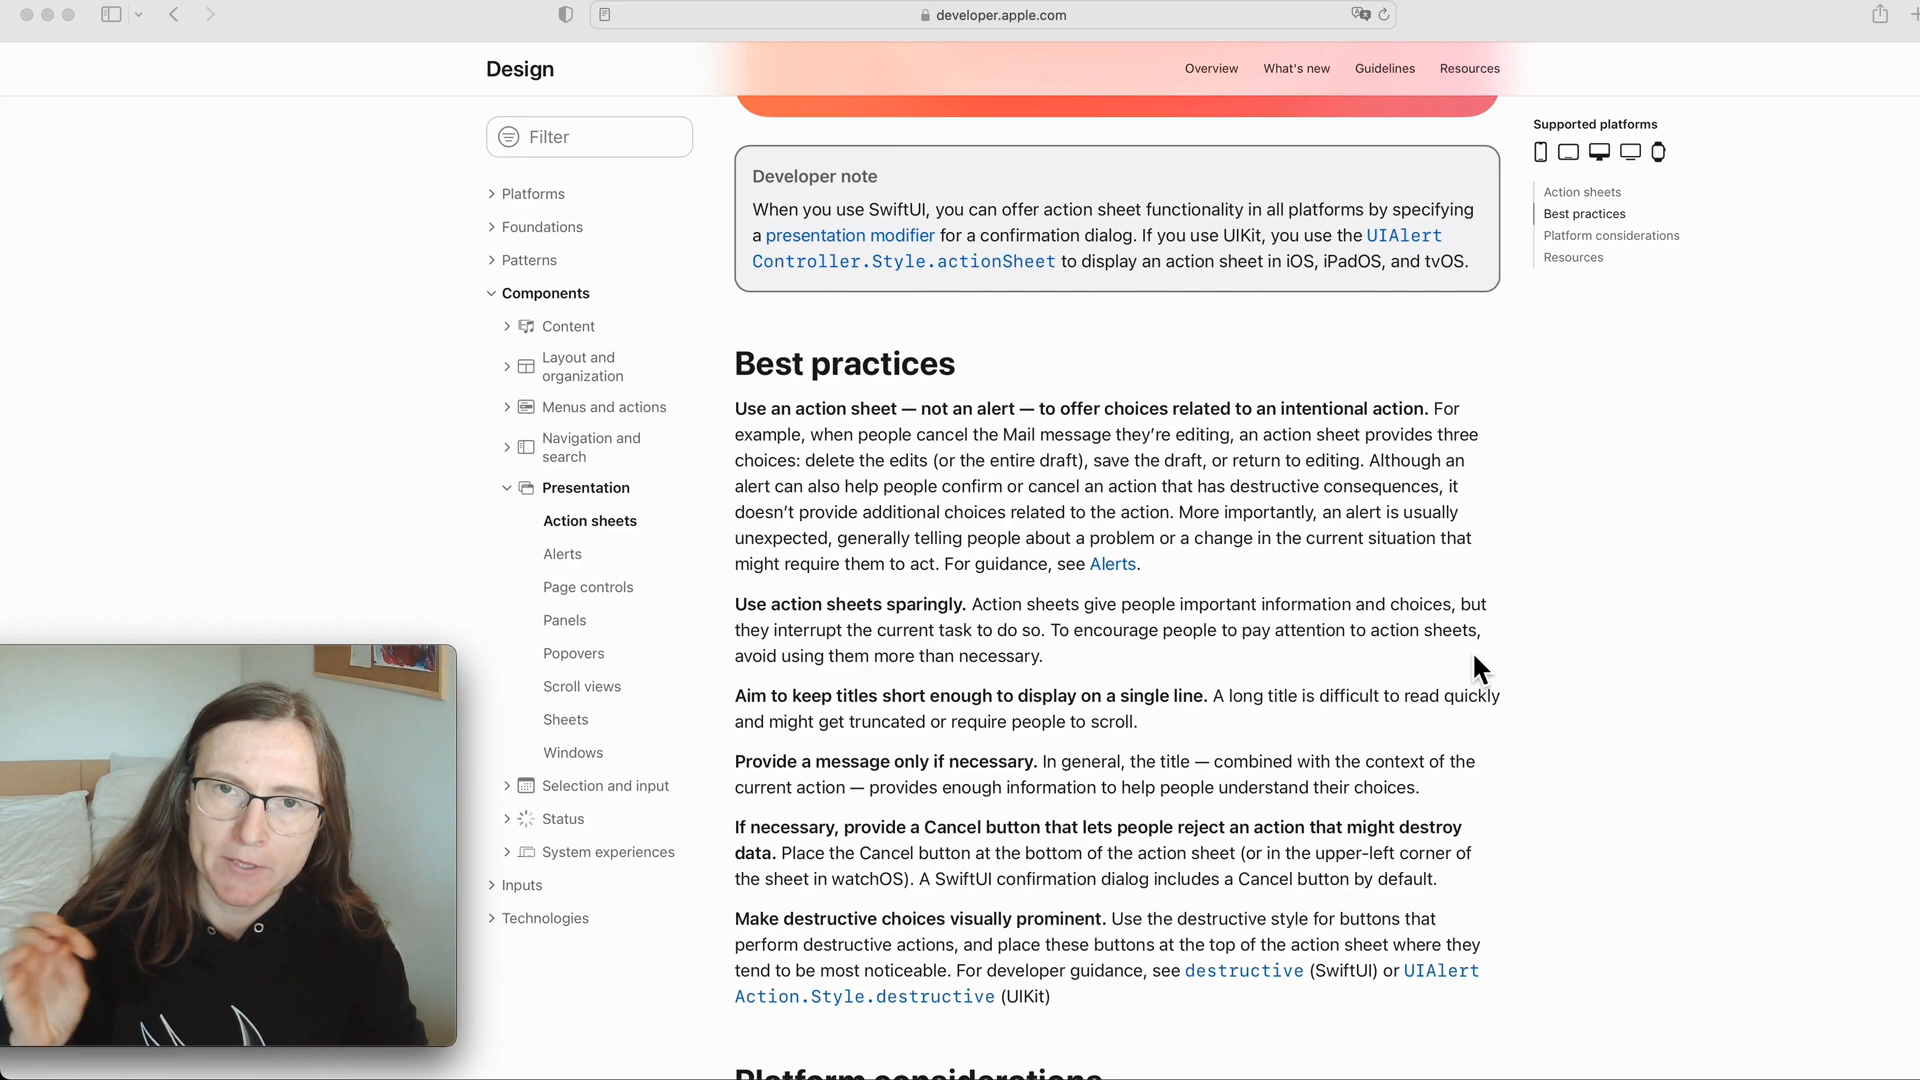 developer.apple.com
Design
Overview
What's new
Guidelines
Resources
Filter
Platforms
Foundations
Patterns
Components
Content
Layout and
organization
Menus and actions
Navigation and
search
Presentation
Action sheets
Alerts
Page controls
Panels
Popovers
Scroll views
Sheets
Windows
Selection and input
Status
System experiences
Inputs
Technologies
Developer note
When you use SwiftUI, you can offer action sheet functionality in all platforms by specifying
a presentation modifier for a confirmation dialog. If you use UIKit, you use the UIAlert
Controller.Style.actionSheet to display an action sheet in iOS, iPadOS, and tvOS.
Best practices
Use an action sheet — not an alert — to offer choices related to an intentional action. For
example, when people cancel the Mail message they’re editing, an action sheet provides three
choices: delete the edits (or the entire draft), save the draft, or return to editing. Although an
alert can also help people confirm or cancel an action that has destructive consequences, it
doesn’t provide additional choices related to the action. More importantly, an alert is usually
unexpected, generally telling people about a problem or a change in the current situation that
might require them to act. For guidance, see Alerts.
Use action sheets sparingly. Action sheets give people important information and choices, but
they interrupt the current task to do so. To encourage people to pay attention to action sheets,
avoid using them more than necessary.
Aim to keep titles short enough to display on a single line. A long title is difficult to read quickly
and might get truncated or require people to scroll.
Provide a message only if necessary. In general, the title — combined with the context of the
current action — provides enough information to help people understand their choices.
If necessary, provide a Cancel button that lets people reject an action that might destroy
data. Place the Cancel button at the bottom of the action sheet (or in the upper-left corner of
the sheet in watchOS). A SwiftUI confirmation dialog includes a Cancel button by default.
Make destructive choices visually prominent. Use the destructive style for buttons that
perform destructive actions, and place these buttons at the top of the action sheet where they
tend to be most noticeable. For developer guidance, see destructive (SwiftUI) or UIAlert
Action.Style.destructive (UIKit)
Platform considerations
Supported platforms
Action sheets
Best practices
Platform considerations
Resources